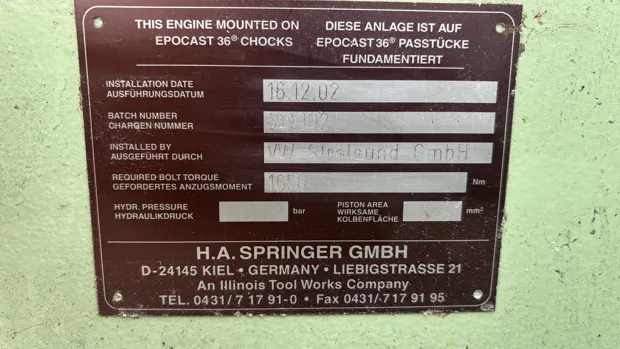 THIS ENGINE MOUNTED ON
EPOCAST 36® CHOCKS
DIESE ANLAGE IST AUF
EPOCAST 36® PASSTÜCKE
FUNDAMENTIERT
INSTALLATION DATE
AUSFÜHRUNGSDATUM
16.12.02
BATCH NUMBER
CHARGEN NUMMER
INSTALLED BY
AUSGEFÜHRT DURCH
VW Stralsund GmbH
REQUIRED BOLT TORQUE
GEFORDERTES ANZUGSMOMENT
Nm
HYDR. PRESSURE
HYDRAULIKDRUCK
bar
PISTON AREA
WIRKSAME
KOLBENFLÄCHE
mm²
H.A. SPRINGER GMBH
D-24145 KIEL • GERMANY • LIEBIGSTRASSE 21
An Illinois Tool Works Company
TEL. 0431/ 7 17 91-0 • Fax 0431/-717 91 95